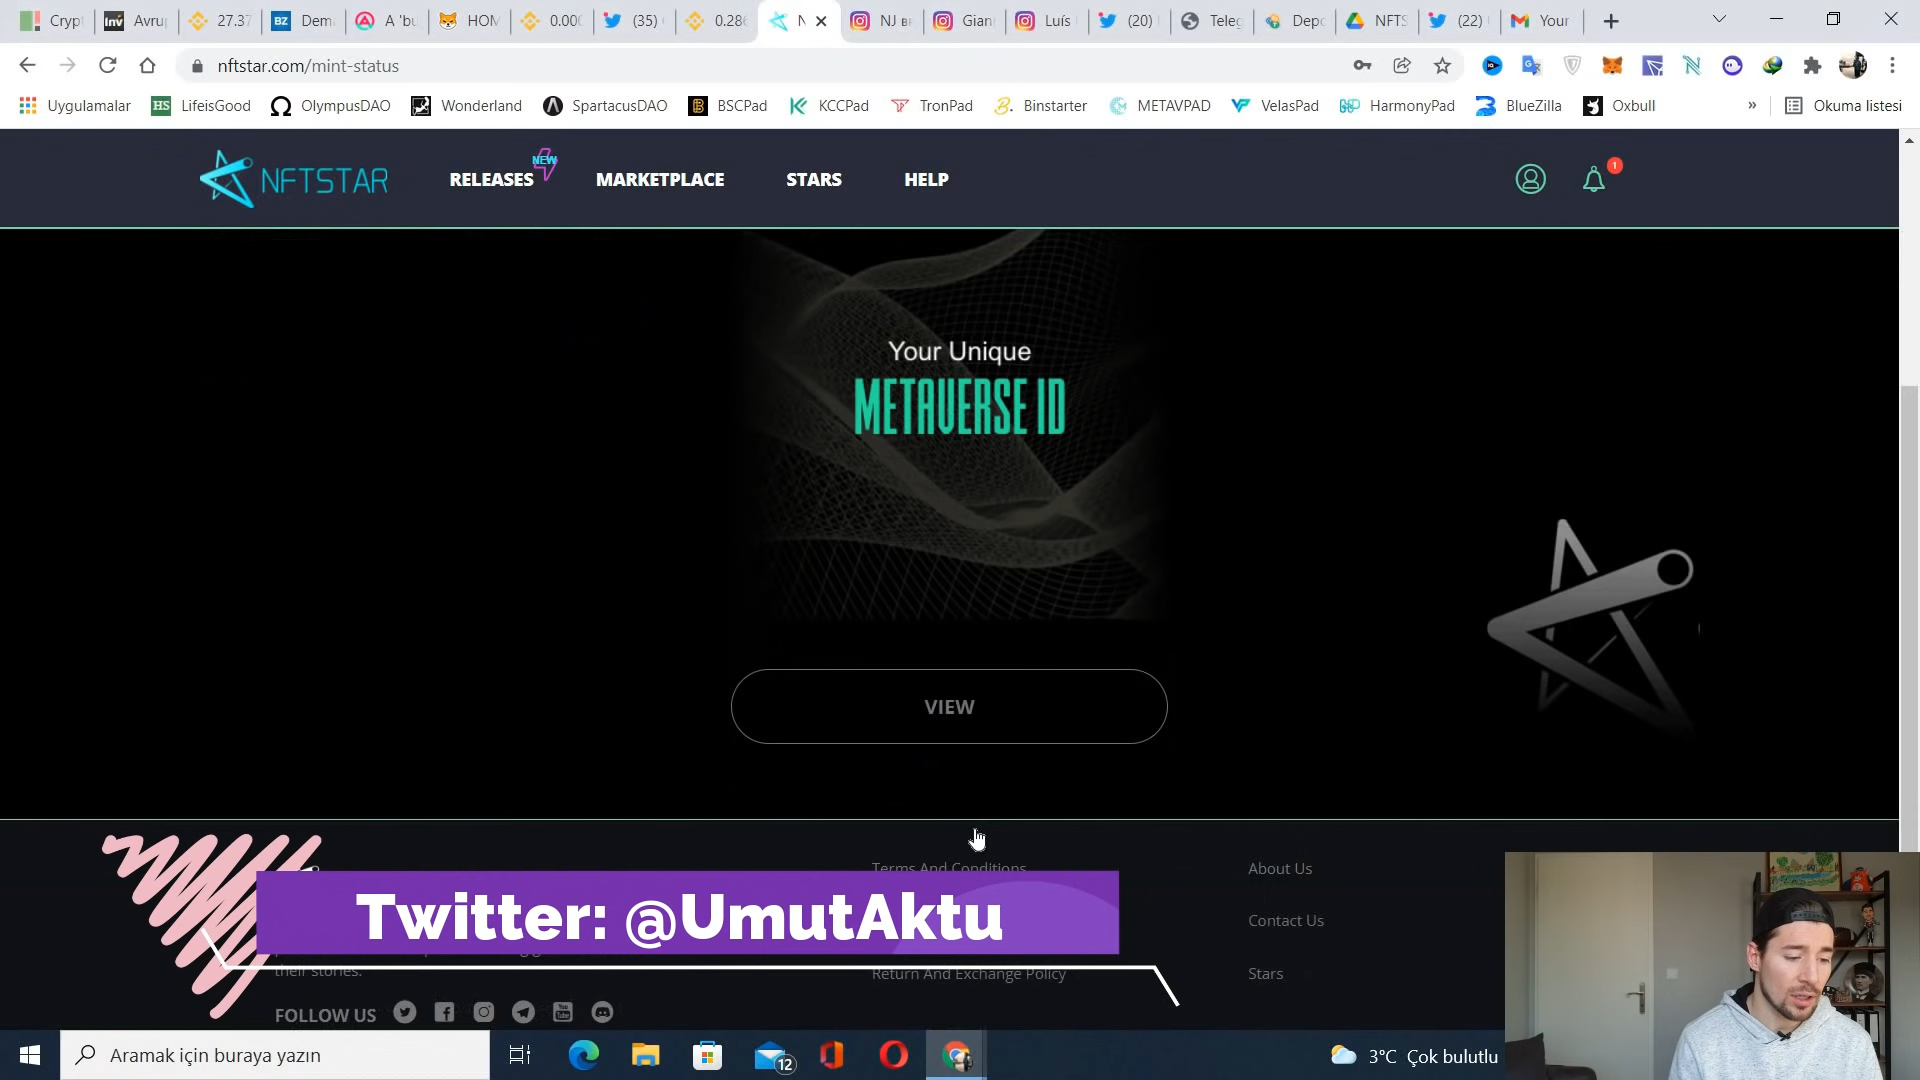 Cryp
Avru
27.37
Dem
A 'bu
HOM
0.000
(35)
0.286
N
NJ BR
Gian
Luís
(20)
Teleg
Depo
NFTS
(22)
Your
nftstar.com/mint-status
Uygulamalar
LifeisGood
OlympusDAO
Wonderland
SpartacusDAO
BSCPad
KCCPad
TronPad
Binstarter
METAVPAD
VelasPad
HarmonyPad
BlueZilla
Oxbull
»
Okuma listesi
NFTSTAR
RELEASES
NEW
MARKETPLACE
STARS
HELP
1
Your Unique
METAVERSE ID
VIEW
Terms And Conditions
About Us
Twitter: @UmutAktu
Contact Us
their stories.
Return And Exchange Policy
Stars
FOLLOW US
Aramak için buraya yazın
12
3°C Çok bulutlu